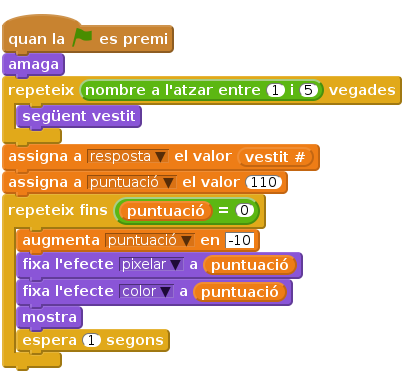 quan la es premi
amaga
repeteix nombre a l'atzar entre 1 i 5 vegades
següent vestit
assigna a resposta el valor vestit #
assigna a puntuació el valor 110
repeteix fins puntuació = 0
augmenta puntuació en -10
fixa l'efecte pixelar a puntuació
fixa l'efecte color a puntuació
mostra
espera 1 segons